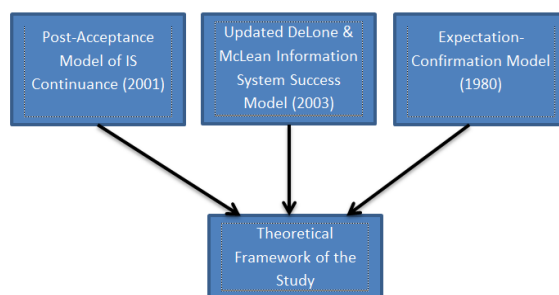 Post-Acceptance
Model of IS
Continuance (2001)
Updated DeLone &
McLean Information
System Success
Model (2003)
Expectation-
Confirmation Model
(1980)
Theoretical
Framework of the
Study